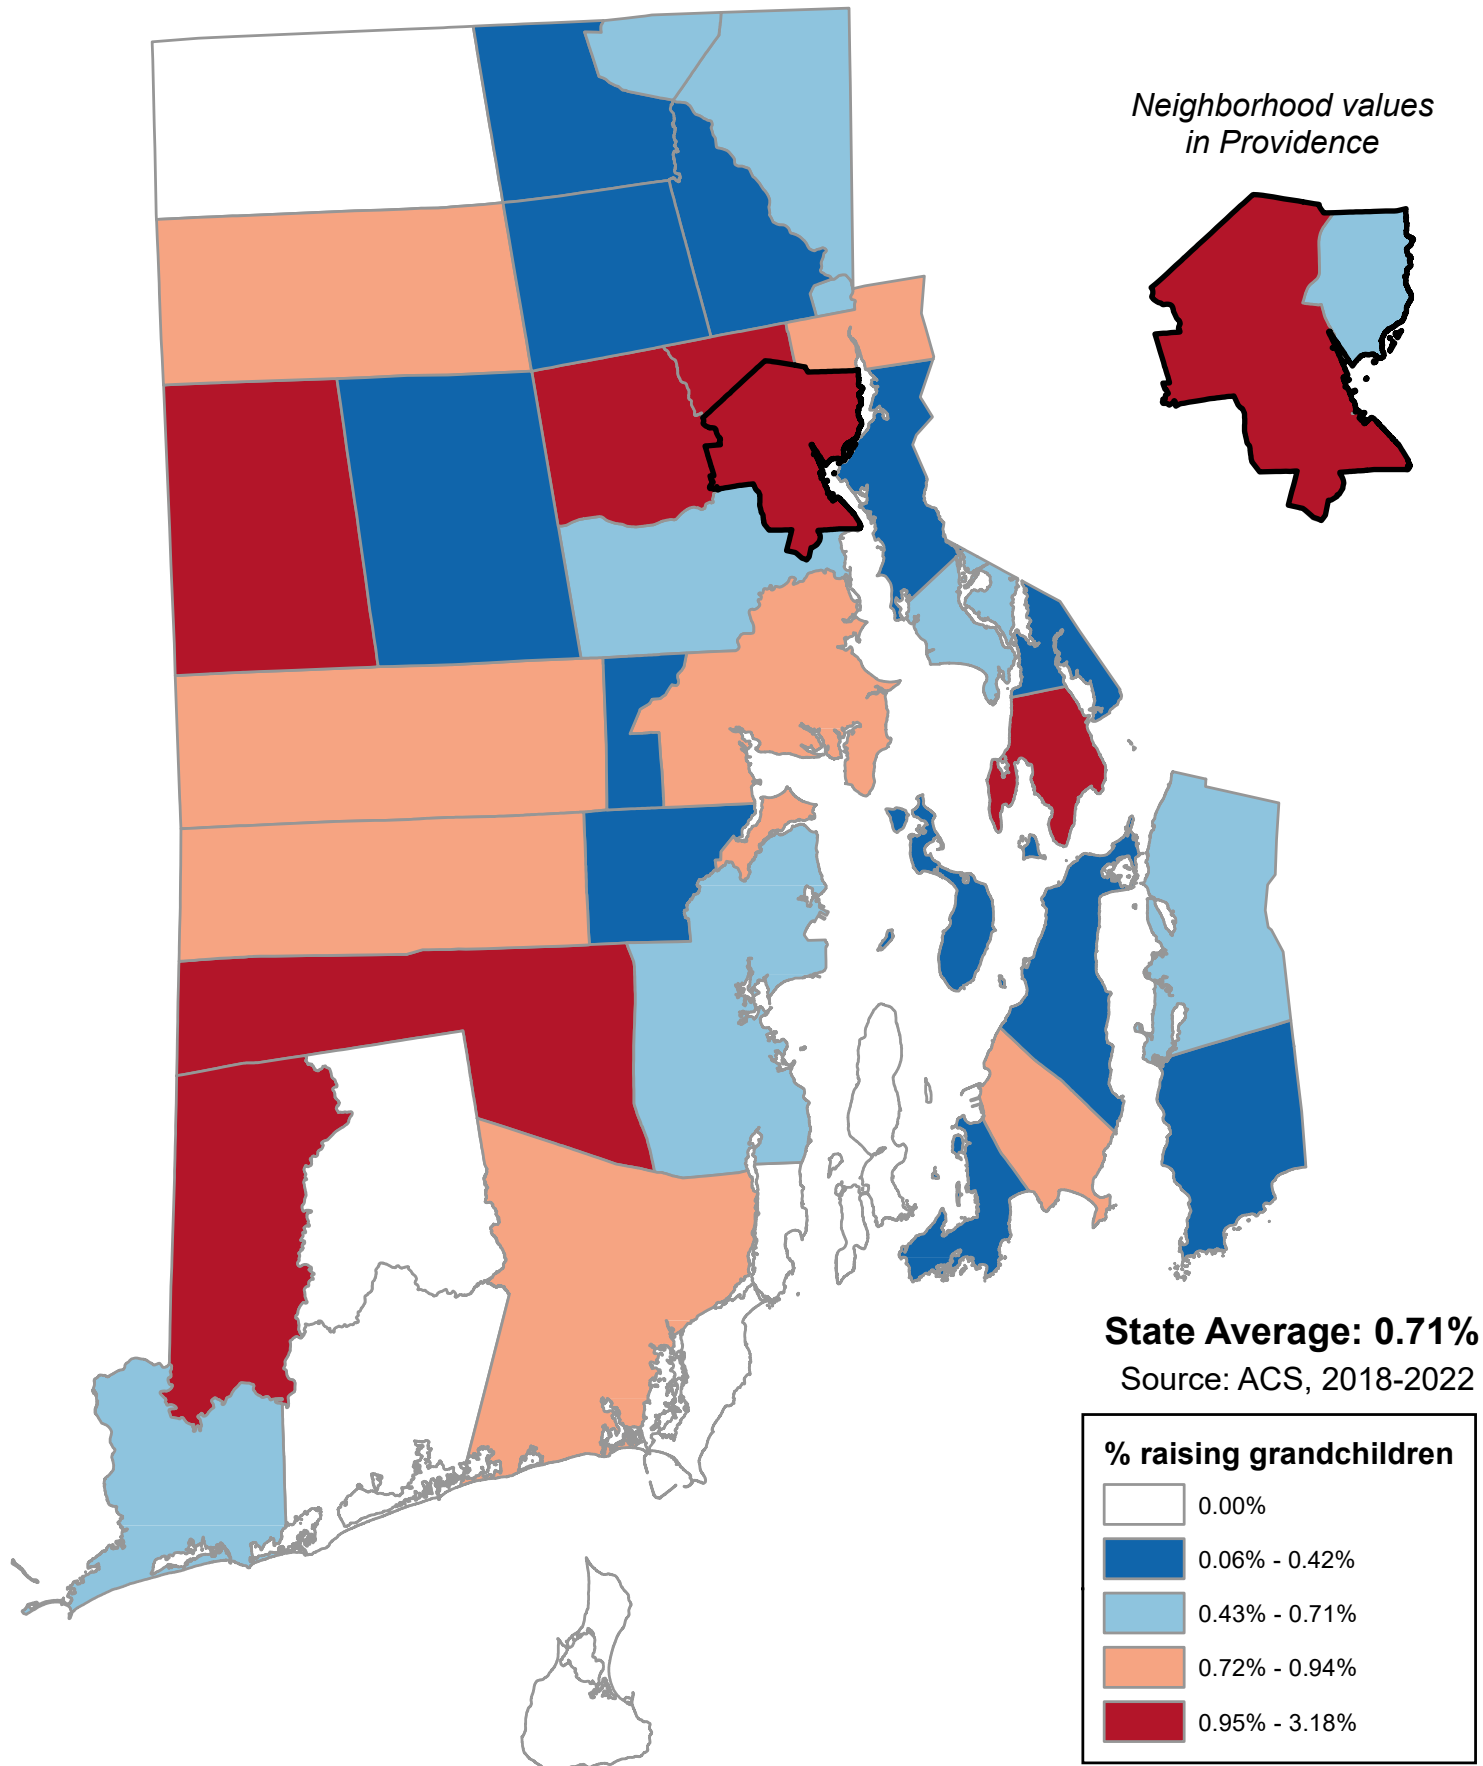 Neighborhood values
in Providence
State Average: 0.71%
Source: ACS, 2018-2022
% raising grandchildren
0.00%
0.06% - 0.42%
0.43% - 0.71%
0.72% - 0.94%
0.95% - 3.18%